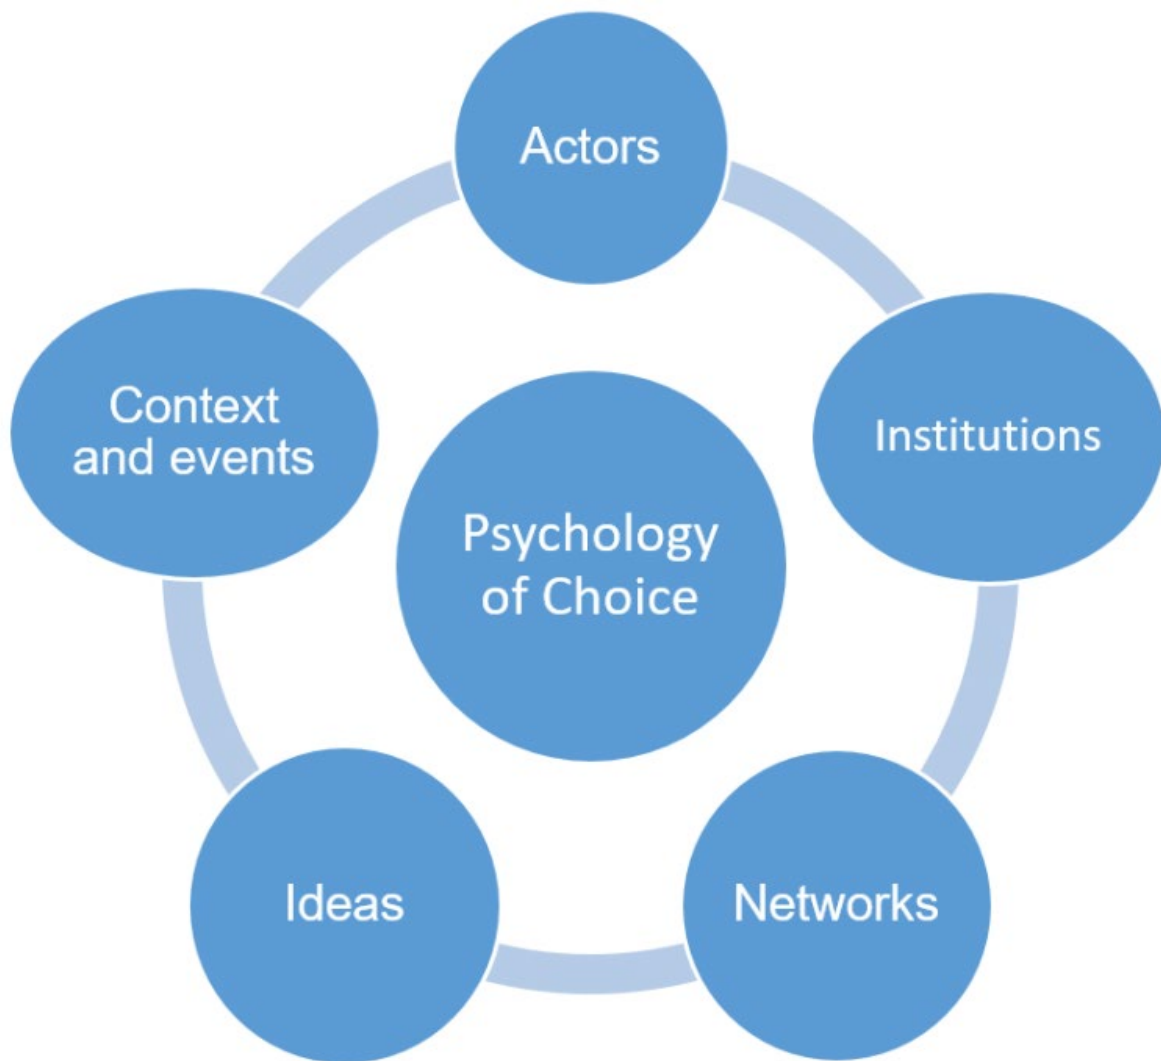 Actors
Context
and events
Institutions
Psychology
of Choice
Ideas
Networks